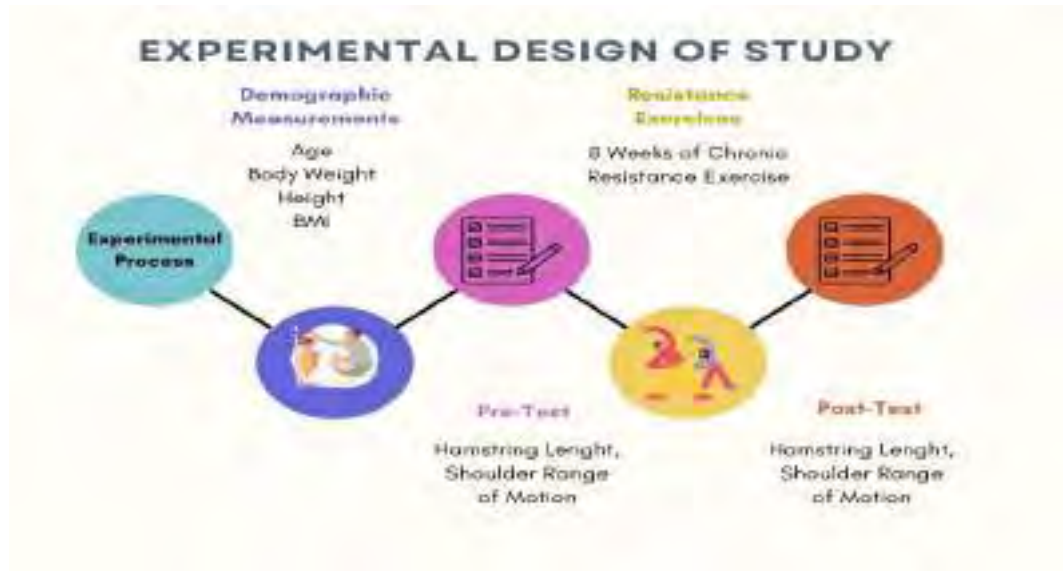 EXPERIMENTAL DESIGN OF STUDY
Demographic
Measurements
Age
Body Weight
Height
BMI
Resistance
Exercises
8 Weeks of Chronic
Resistance Exercise
Experimental
Process
Pre-Test
Hamstring Lenght,
Shoulder Range
of Motion
Post-Test
Hamstring Lenght,
Shoulder Range
of Motion